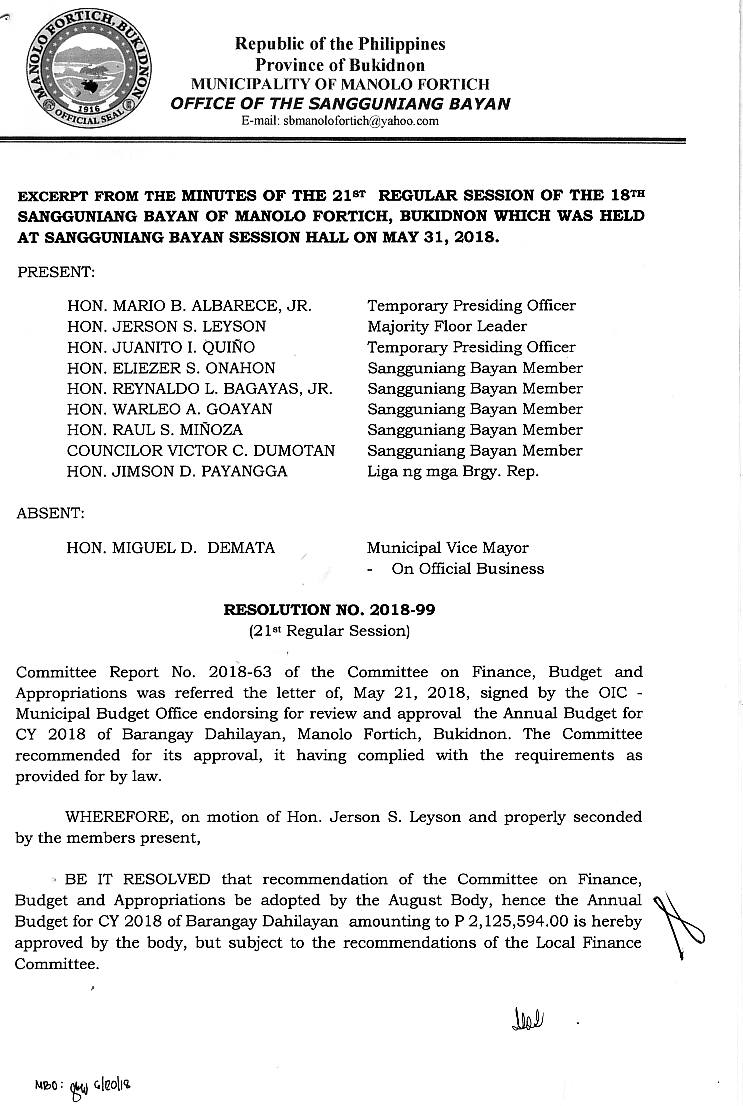 MANOLO FORTICH, BUKIDNON
1916
OFFICIAL SEAL
Republic of the Philippines
Province of Bukidnon
MUNICIPALITY OF MANOLO FORTICH
OFFICE OF THE SANGGUNIANG BAYAN
E-mail: sbmanolofortich@yahoo.com
EXCERPT FROM THE MINUTES OF THE 21ST REGULAR SESSION OF THE 18TH
SANGGUNIANG BAYAN OF MANOLO FORTICH, BUKIDNON WHICH WAS HELD
AT SANGGUNIANG BAYAN SESSION HALL ON MAY 31, 2018.
PRESENT:
HON. MARIO B. ALBARECE, JR. Temporary Presiding Officer
HON. JERSON S. LEYSON Majority Floor Leader
HON. JUANITO I. QUIÑO Temporary Presiding Officer
HON. ELIEZER S. ONAHON Sangguniang Bayan Member
HON. REYNALDO L. BAGAYAS, JR. Sangguniang Bayan Member
HON. WARLEO A. GOAYAN Sangguniang Bayan Member
HON. RAUL S. MIÑOZA Sangguniang Bayan Member
COUNCILOR VICTOR C. DUMOTAN Sangguniang Bayan Member
HON. JIMSON D. PAYANGGA Liga ng mga Brgy. Rep.
ABSENT:
HON. MIGUEL D. DEMATA Municipal Vice Mayor
- On Official Business
RESOLUTION NO. 2018-99
(21st Regular Session)
Committee Report No. 2018-63 of the Committee on Finance, Budget and
Appropriations was referred the letter of, May 21, 2018, signed by the OIC -
Municipal Budget Office endorsing for review and approval the Annual Budget for
CY 2018 of Barangay Dahilayan, Manolo Fortich, Bukidnon. The Committee
recommended for its approval, it having complied with the requirements as
provided for by law.
WHEREFORE, on motion of Hon. Jerson S. Leyson and properly seconded
by the members present,
BE IT RESOLVED that recommendation of the Committee on Finance,
Budget and Appropriations be adopted by the August Body, hence the Annual
Budget for CY 2018 of Barangay Dahilayan amounting to P 2,125,594.00 is hereby
approved by the body, but subject to the recommendations of the Local Finance
Committee.
MBO: 6/20/18